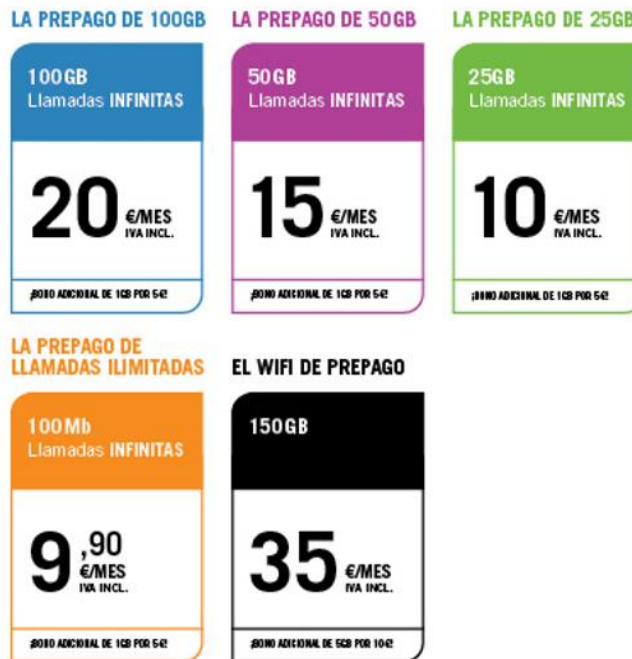 LA PREPAGO DE 100GB
100GB
Llamadas INFINITAS
20 €/MES
IVA INCL.
¡BONO ADICIONAL DE 1GB POR 5€!
LA PREPAGO DE 50GB
50GB
Llamadas INFINITAS
15 €/MES
IVA INCL.
¡BONO ADICIONAL DE 1GB POR 5€!
LA PREPAGO DE 25GB
25GB
Llamadas INFINITAS
10 €/MES
IVA INCL.
¡BONO ADICIONAL DE 1GB POR 5€!
LA PREPAGO DE
LLAMADAS ILIMITADAS
100Mb
Llamadas INFINITAS
9,90
€/MES
IVA INCL.
¡BONO ADICIONAL DE 1GB POR 5€!
EL WIFI DE PREPAGO
150GB
35 €/MES
IVA INCL.
¡BONO ADICIONAL DE 5GB POR 10€!